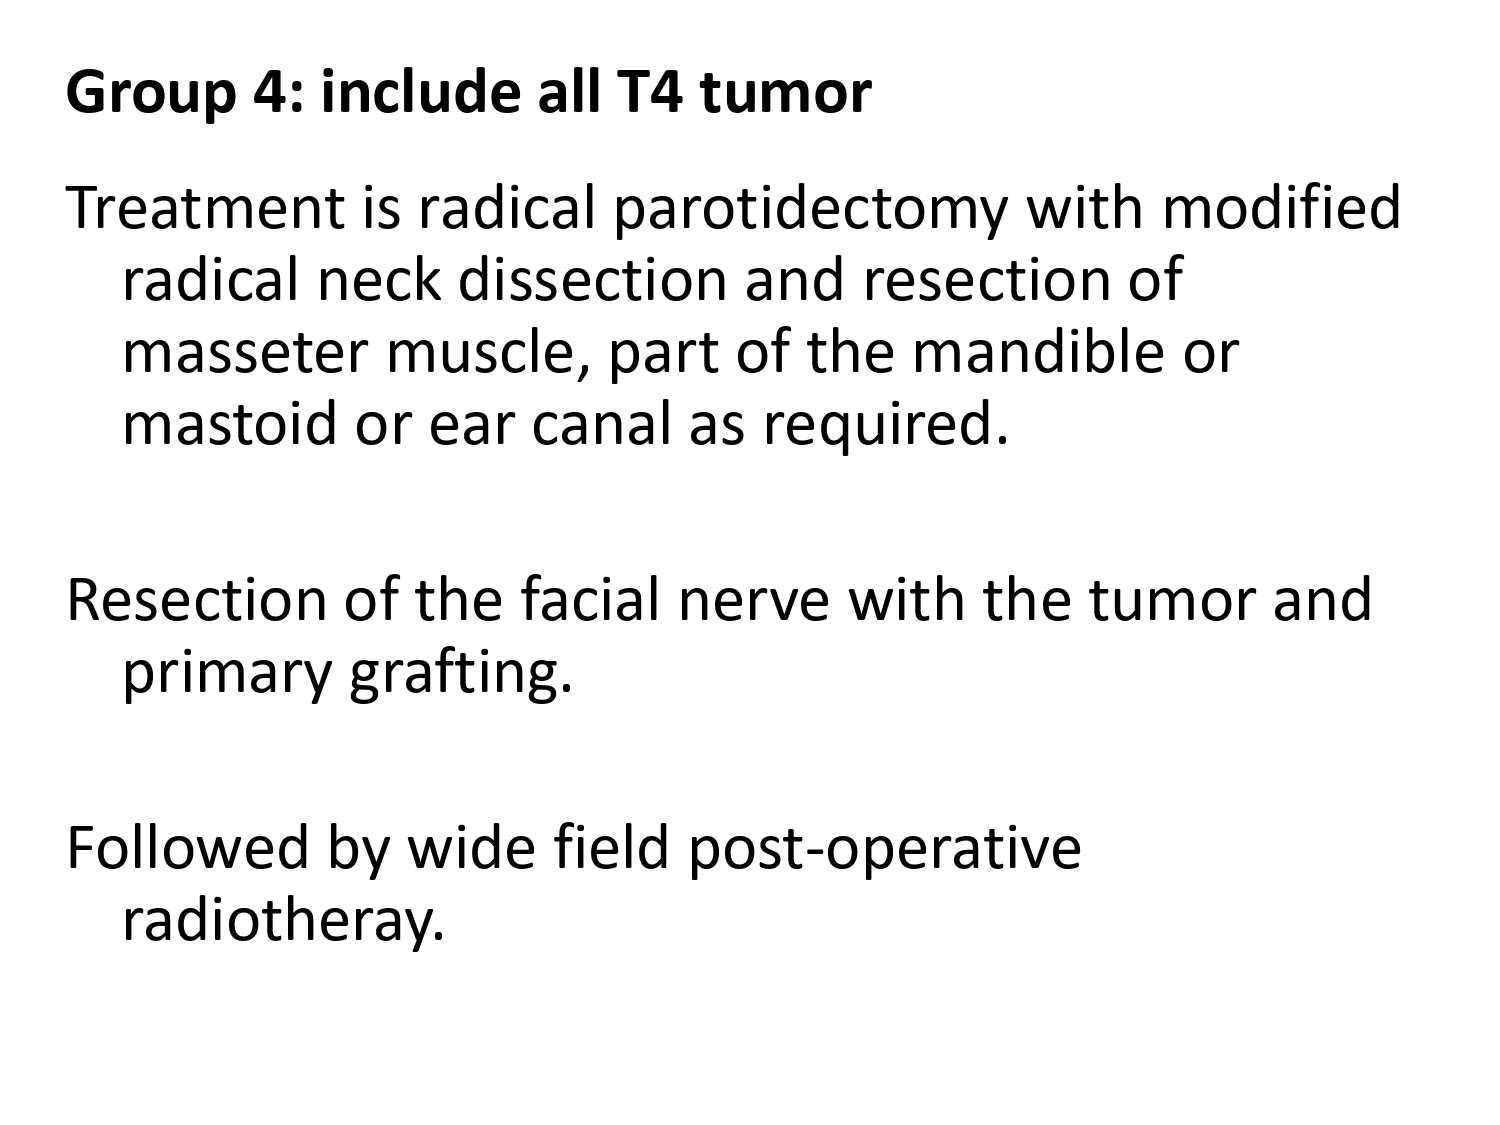 Group 4: include all T4 tumor
Treatment is radical parotidectomy with modified
radical neck dissection and resection of
masseter muscle, part of the mandible or
mastoid or ear canal as required.
Resection of the facial nerve with the tumor and
primary grafting.
Followed by wide field post-operative
radiotheray.